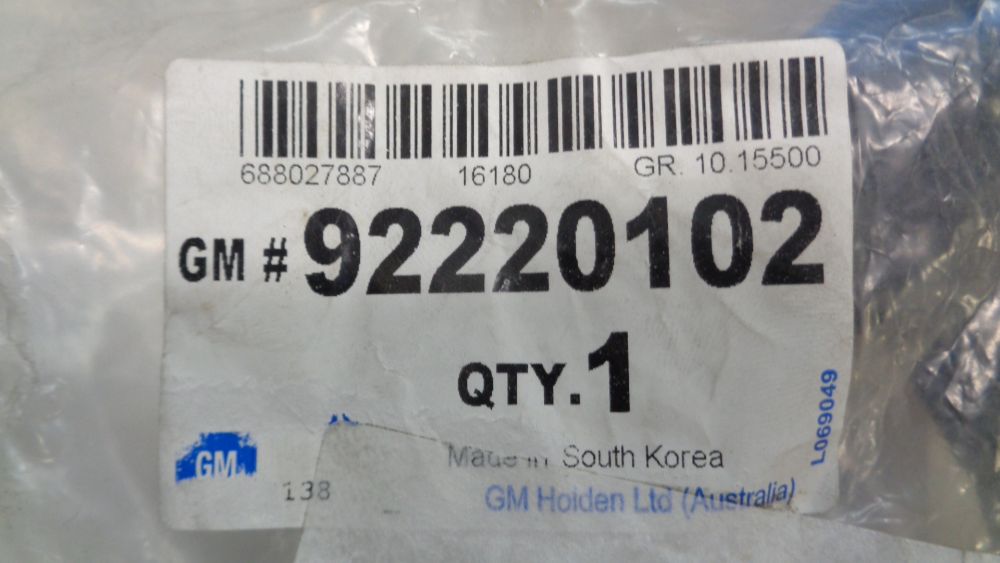 688027887 16180 GR. 10.15500
GM # 92220102
QTY. 1
L069049
GM
Made in South Korea
138
GM Holden Ltd (Australia)